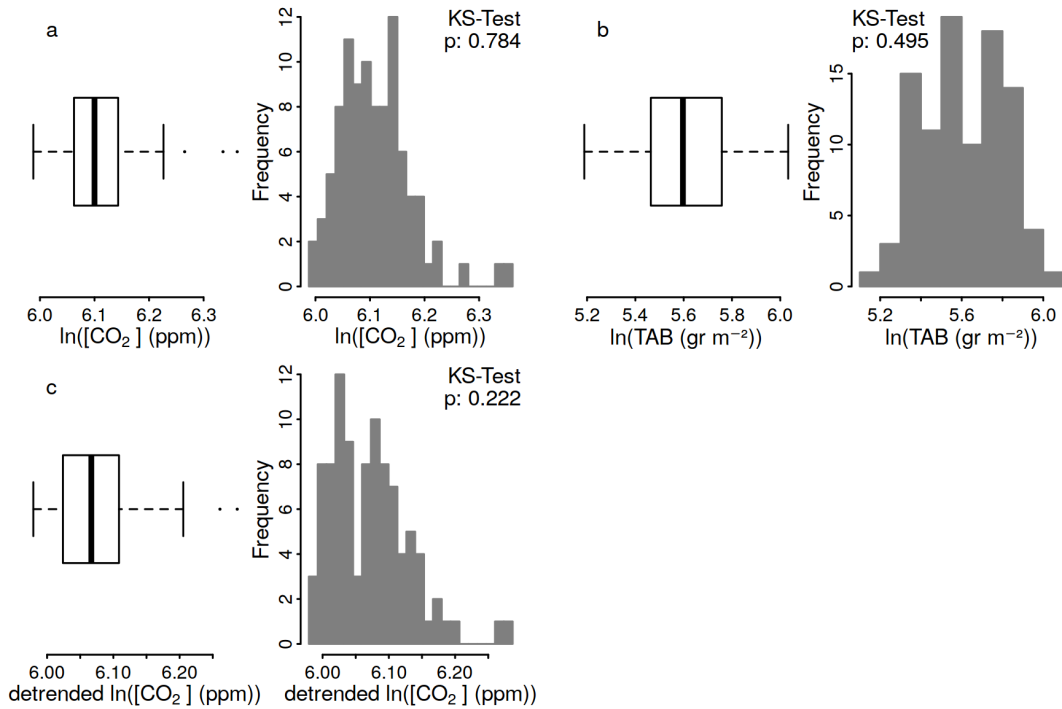 a
KS-Test
p: 0.784
Frequency
0 2 4 6 8 10 12
6.0 6.1 6.2 6.3
ln([CO₂] (ppm))
6.0 6.1 6.2 6.3
ln([CO₂] (ppm))
b
KS-Test
p: 0.495
Frequency
0 5 10 15
5.2 5.4 5.6 5.8 6.0
ln(TAB (gr m⁻²))
5.2 5.6 6.0
ln(TAB (gr m⁻²))
c
KS-Test
p: 0.222
Frequency
0 2 4 6 8 10 12
6.00 6.10 6.20
detrended ln([CO₂] (ppm))
6.00 6.10 6.20
detrended ln([CO₂] (ppm))